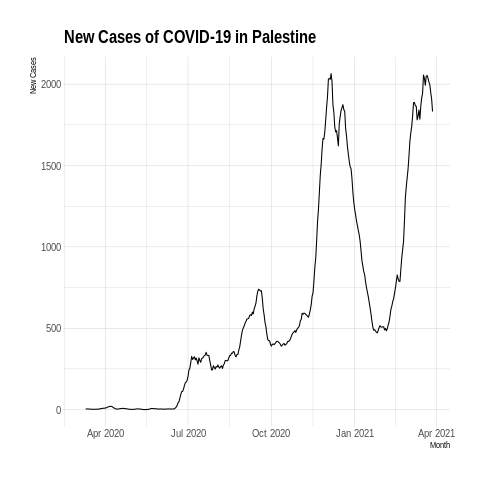 New Cases of COVID-19 in Palestine
New Cases
2000
1500
1000
500
0
Apr 2020 Jul 2020 Oct 2020 Jan 2021 Apr 2021
Month